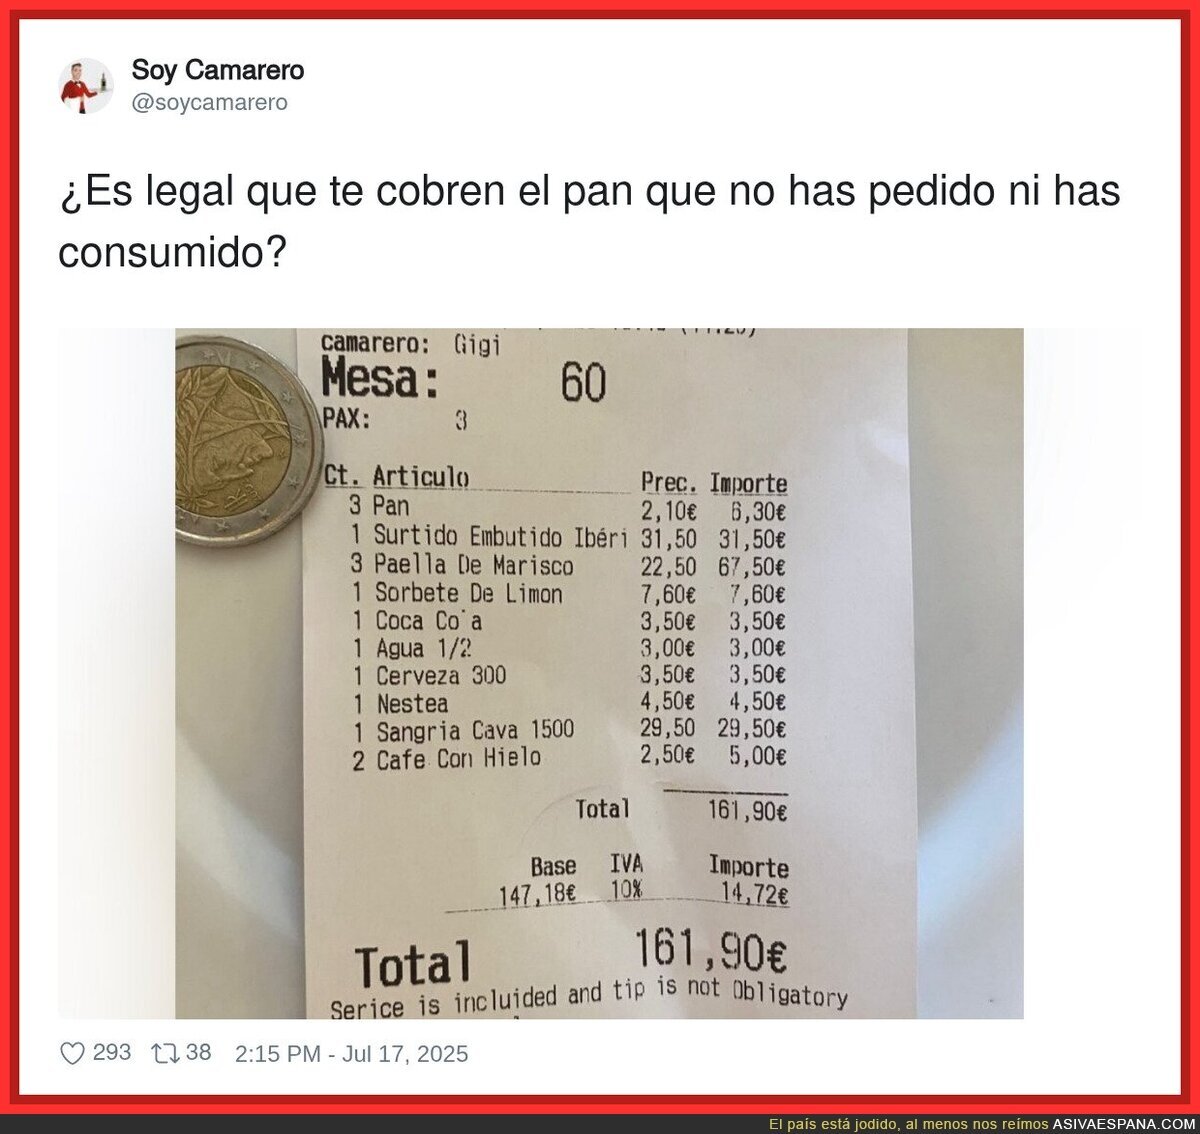 Soy Camarero
@soycamarero
¿Es legal que te cobren el pan que no has pedido ni has
consumido?
camarero: Gigi
Mesa: 60
PAX: 3
Ct. Articulo Prec. Importe
3 Pan 2,10€ 6,30€
1 Surtido Embutido Ibéri 31,50 31,50€
3 Paella De Marisco 22,50 67,50€
1 Sorbete De Limon 7,60€ 7,60€
1 Coca Co'a 3,50€ 3,50€
1 Agua 1/2 3,00€ 3,00€
1 Cerveza 300 3,50€ 3,50€
1 Nestea 4,50€ 4,50€
1 Sangria Cava 1500 29,50 29,50€
2 Cafe Con Hielo 2,50€ 5,00€
Total 161,90€
Base IVA Importe
147,18€ 10% 14,72€
Total 161,90€
Serice is incluided and tip is not Obligatory
293 38 2:15 PM - Jul 17, 2025
El país está jodido, al menos nos reímos ASIVAESPANA.COM